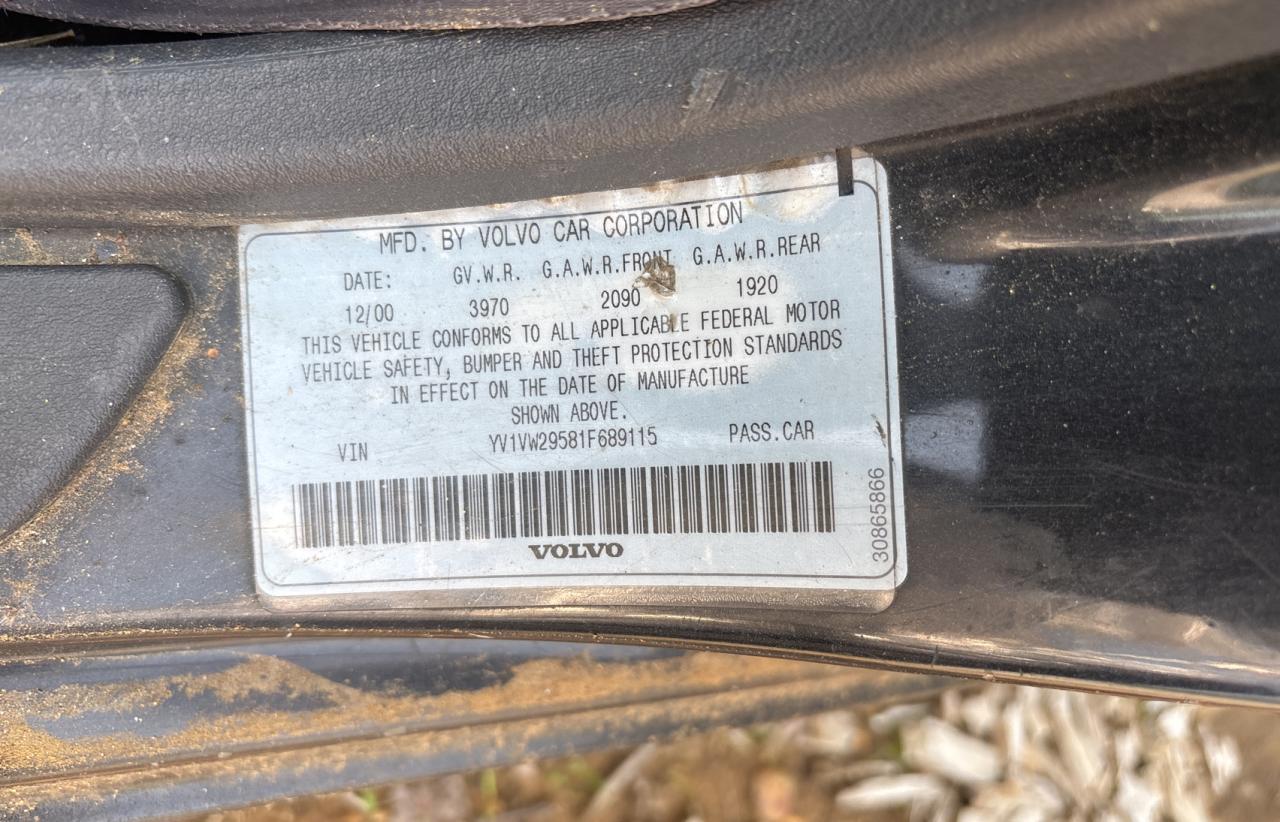 MFD. BY VOLVO CAR CORPORATION
DATE: GV.W.R. G.A.W.R.FRONT G.A.W.R.REAR
12/00 3970 2090 1920
THIS VEHICLE CONFORMS TO ALL APPLICABLE FEDERAL MOTOR
VEHICLE SAFETY, BUMPER AND THEFT PROTECTION STANDARDS
IN EFFECT ON THE DATE OF MANUFACTURE
SHOWN ABOVE.
VIN YV1VW29581F689115 PASS.CAR
VOLVO
30865866